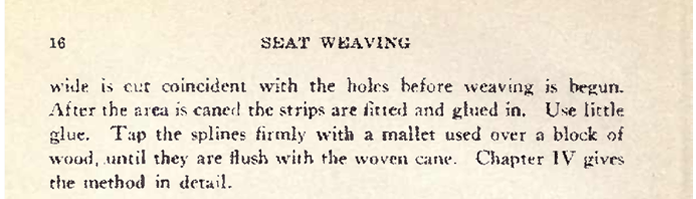 16 SEAT WEAVING
wide is cut coincident with the holes before weaving is begun.
After the area is caned the strips are fitted and glued in. Use little
glue. Tap the splines firmly with a mallet used over a block of
wood, until they are flush with the woven cane. Chapter IV gives
the method in detail.